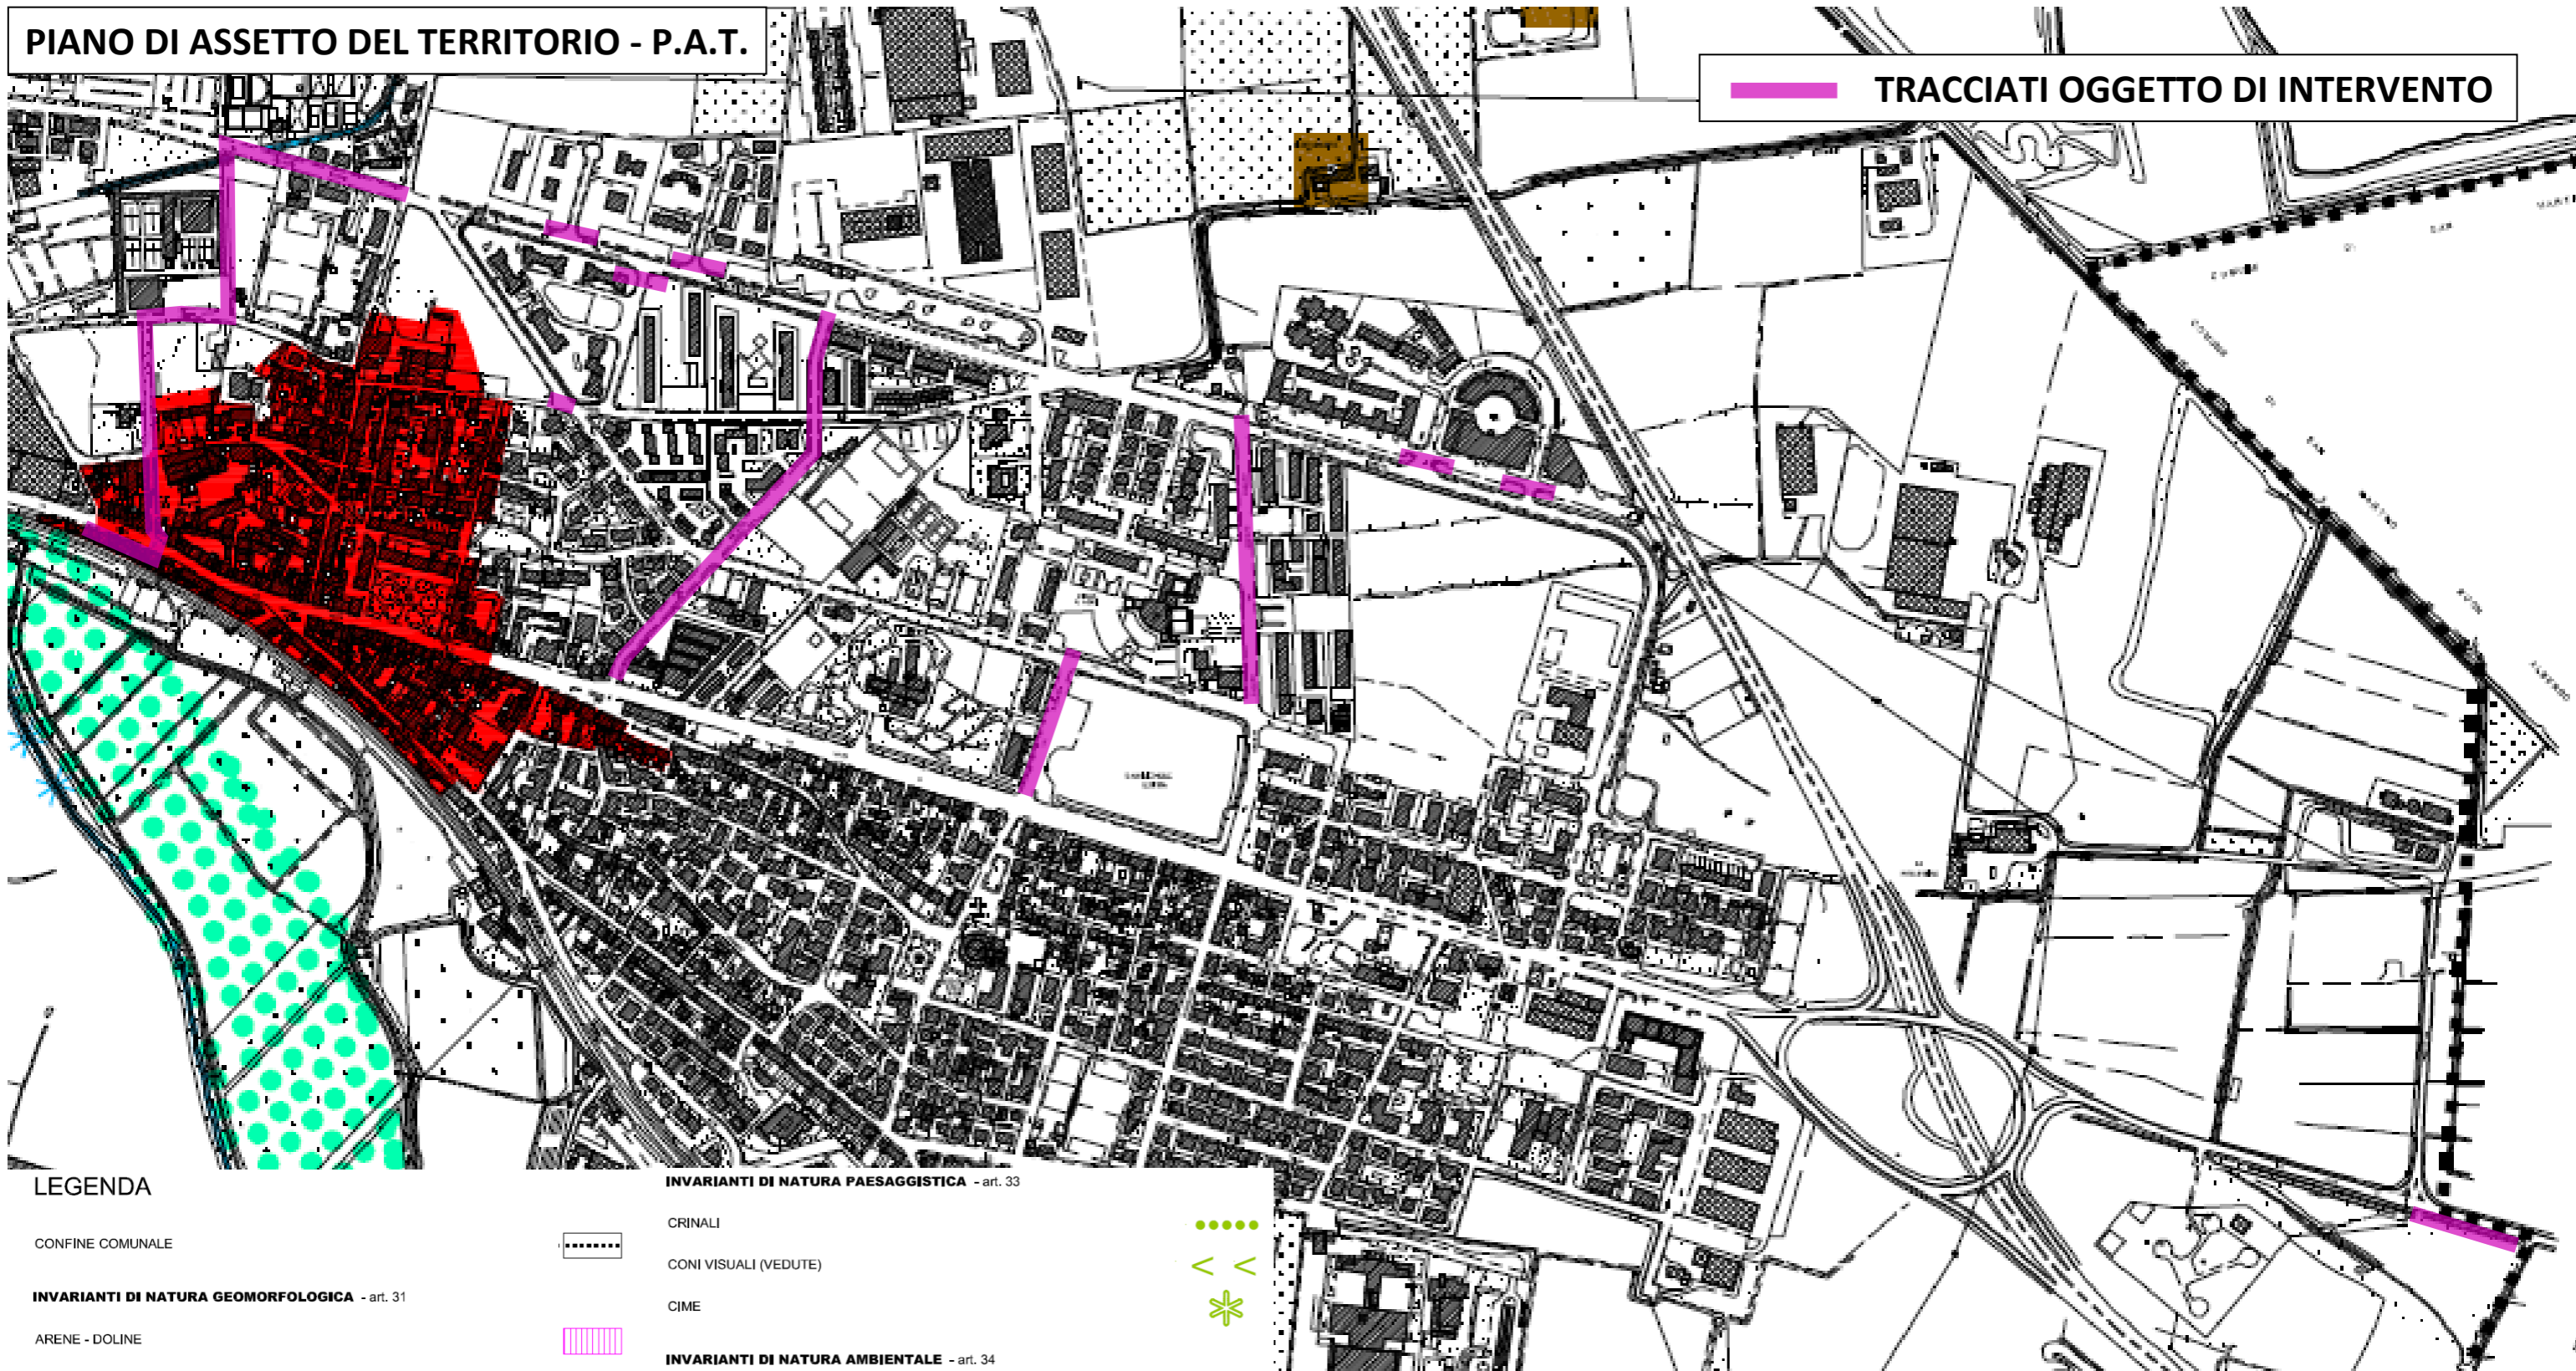 PIANO DI ASSETTO DEL TERRITORIO - P.A.T.
TRACCIATI OGGETTO DI INTERVENTO
LEGENDA
CONFINE COMUNALE
INVARIANTI DI NATURA GEOMORFOLOGICA - art. 31
ARENE - DOLINE
INVARIANTI DI NATURA PAESAGGISTICA - art. 33
CRINALI
CONI VISUALI (VEDUTE)
CIME
INVARIANTI DI NATURA AMBIENTALE - art. 34